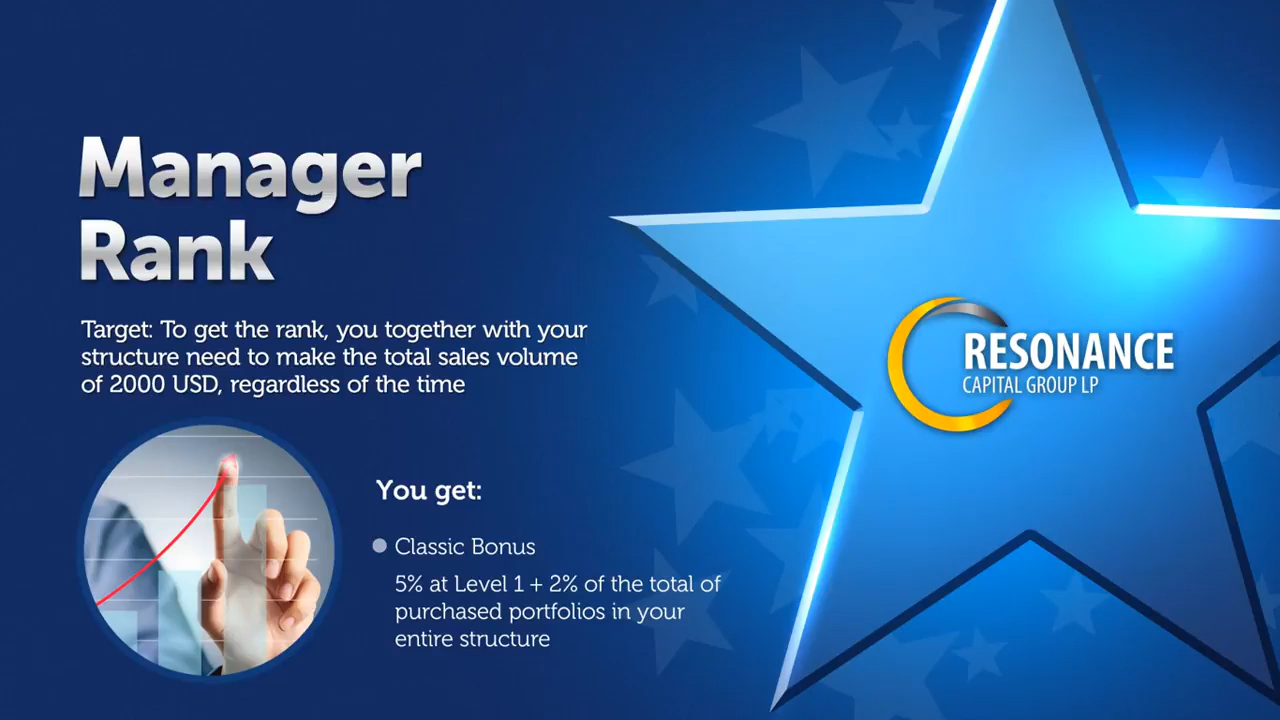 Manager
Rank
Target: To get the rank, you together with your
structure need to make the total sales volume
of 2000 USD, regardless of the time
You get:
Classic Bonus
5% at Level 1 + 2% of the total of
purchased portfolios in your
entire structure
RESONANCE
CAPITAL GROUP LP